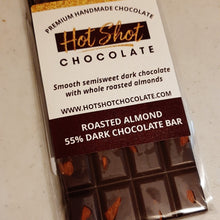 PREMIUM HANDMADE CHOCOLATE
Hot Shot
CHOCOLATE
Smooth semisweet dark chocolate
with whole roasted almonds
WWW.HOTSHOTCHOCOLATE.COM
ROASTED ALMOND
55% DARK CHOCOLATE BAR